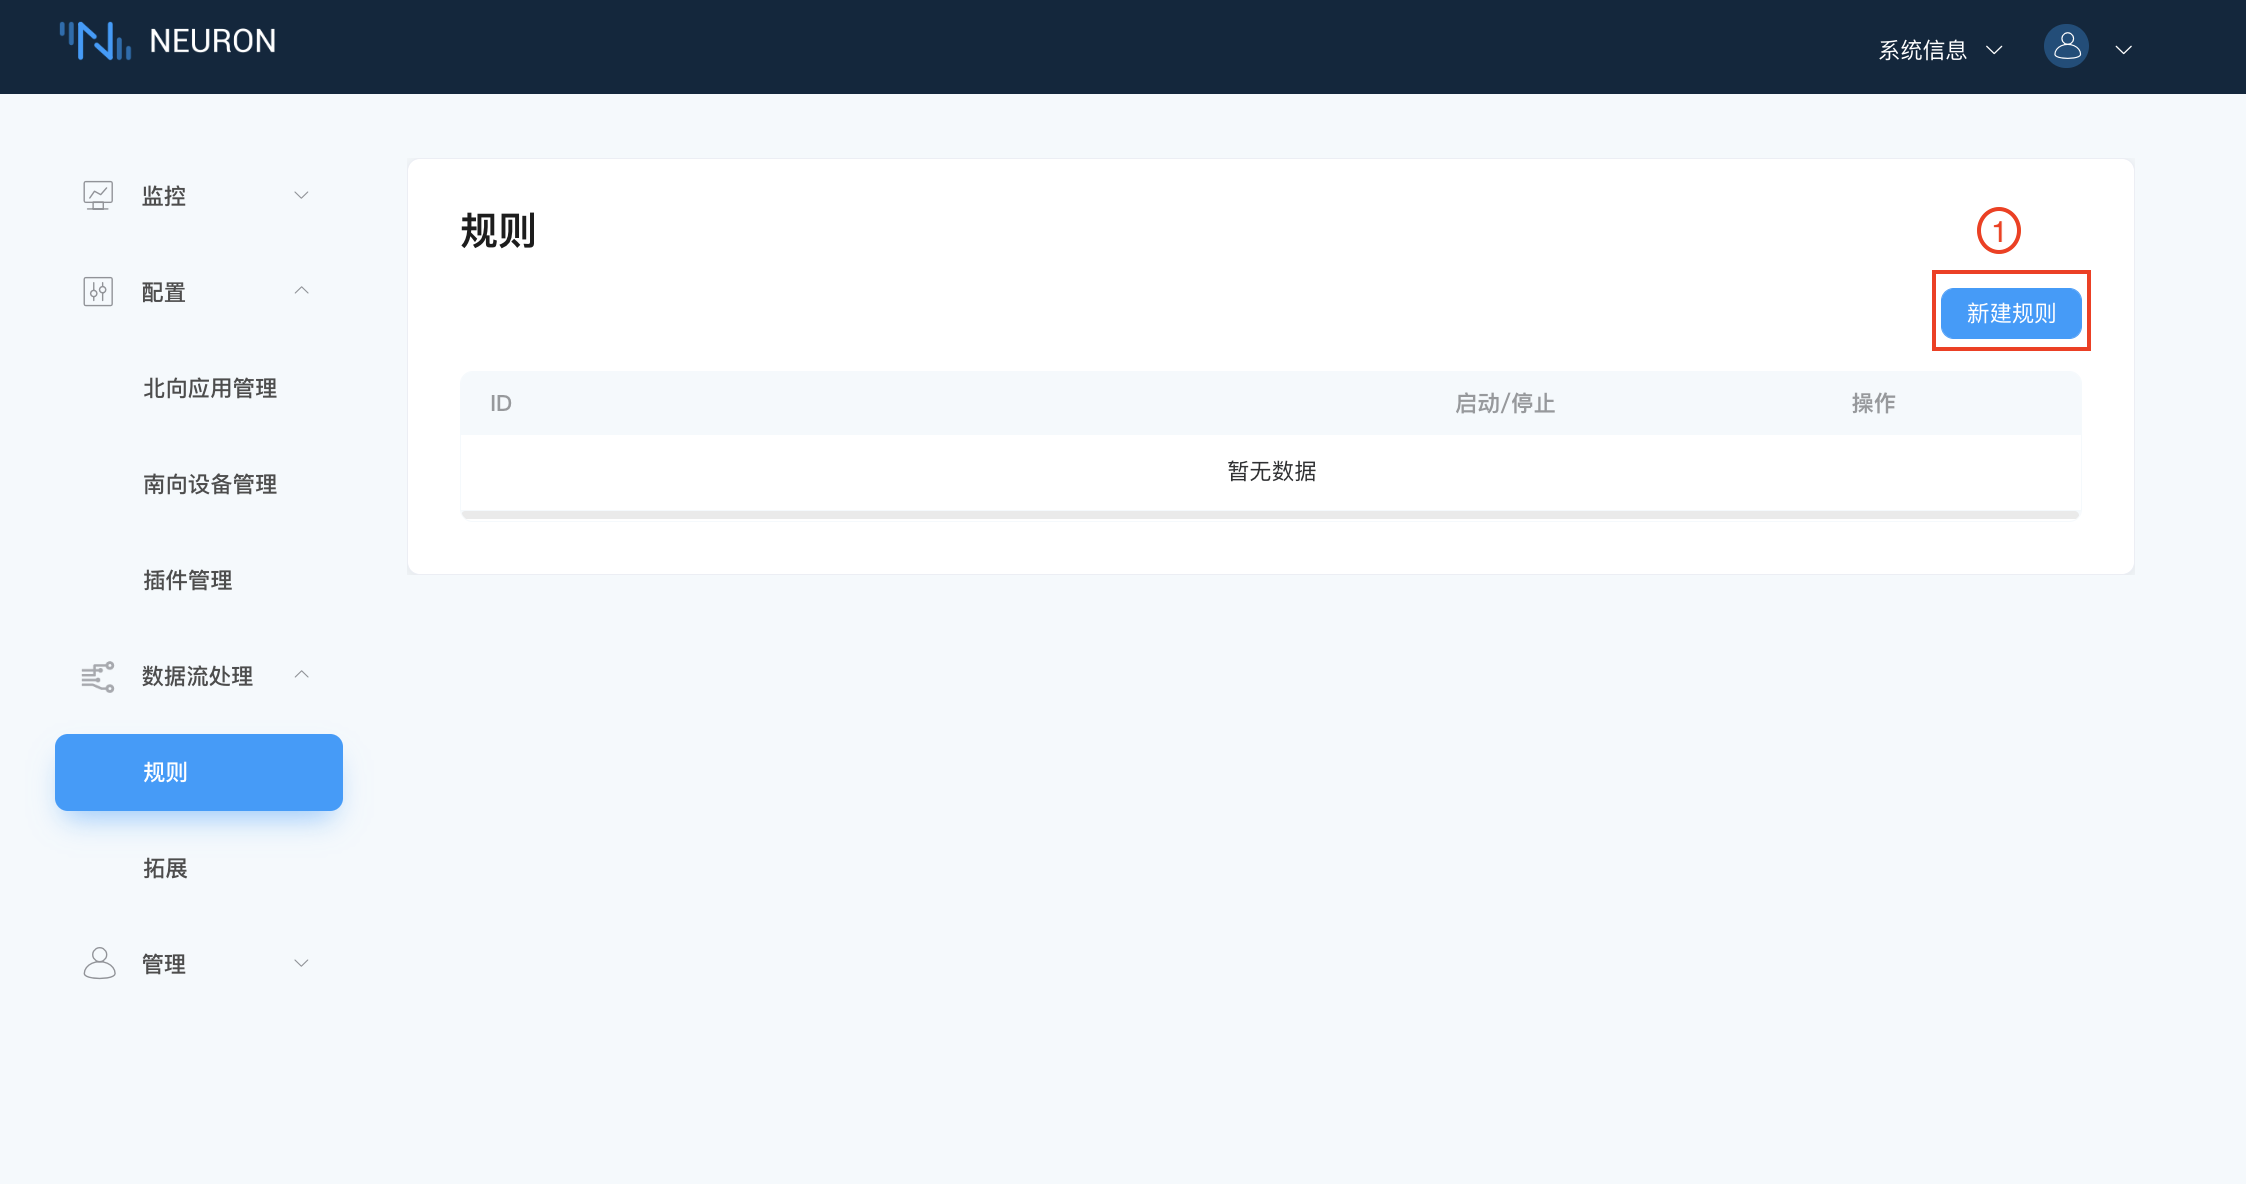 NEURON
系统信息
监控
配置
北向应用管理
南向设备管理
插件管理
数据流处理
规则
拓展
管理
规则
1
新建规则
ID 启动/停止 操作
暂无数据